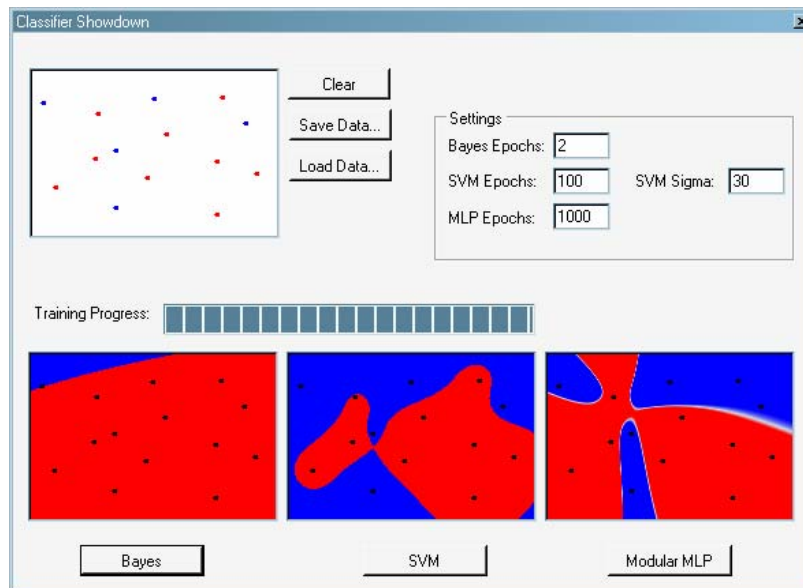 Classifier Showdown
Clear
Save Data...
Load Data...
Settings
Bayes Epochs: 2
SVM Epochs: 100 SVM Sigma: 30
MLP Epochs: 1000
Training Progress:
Bayes SVM Modular MLP